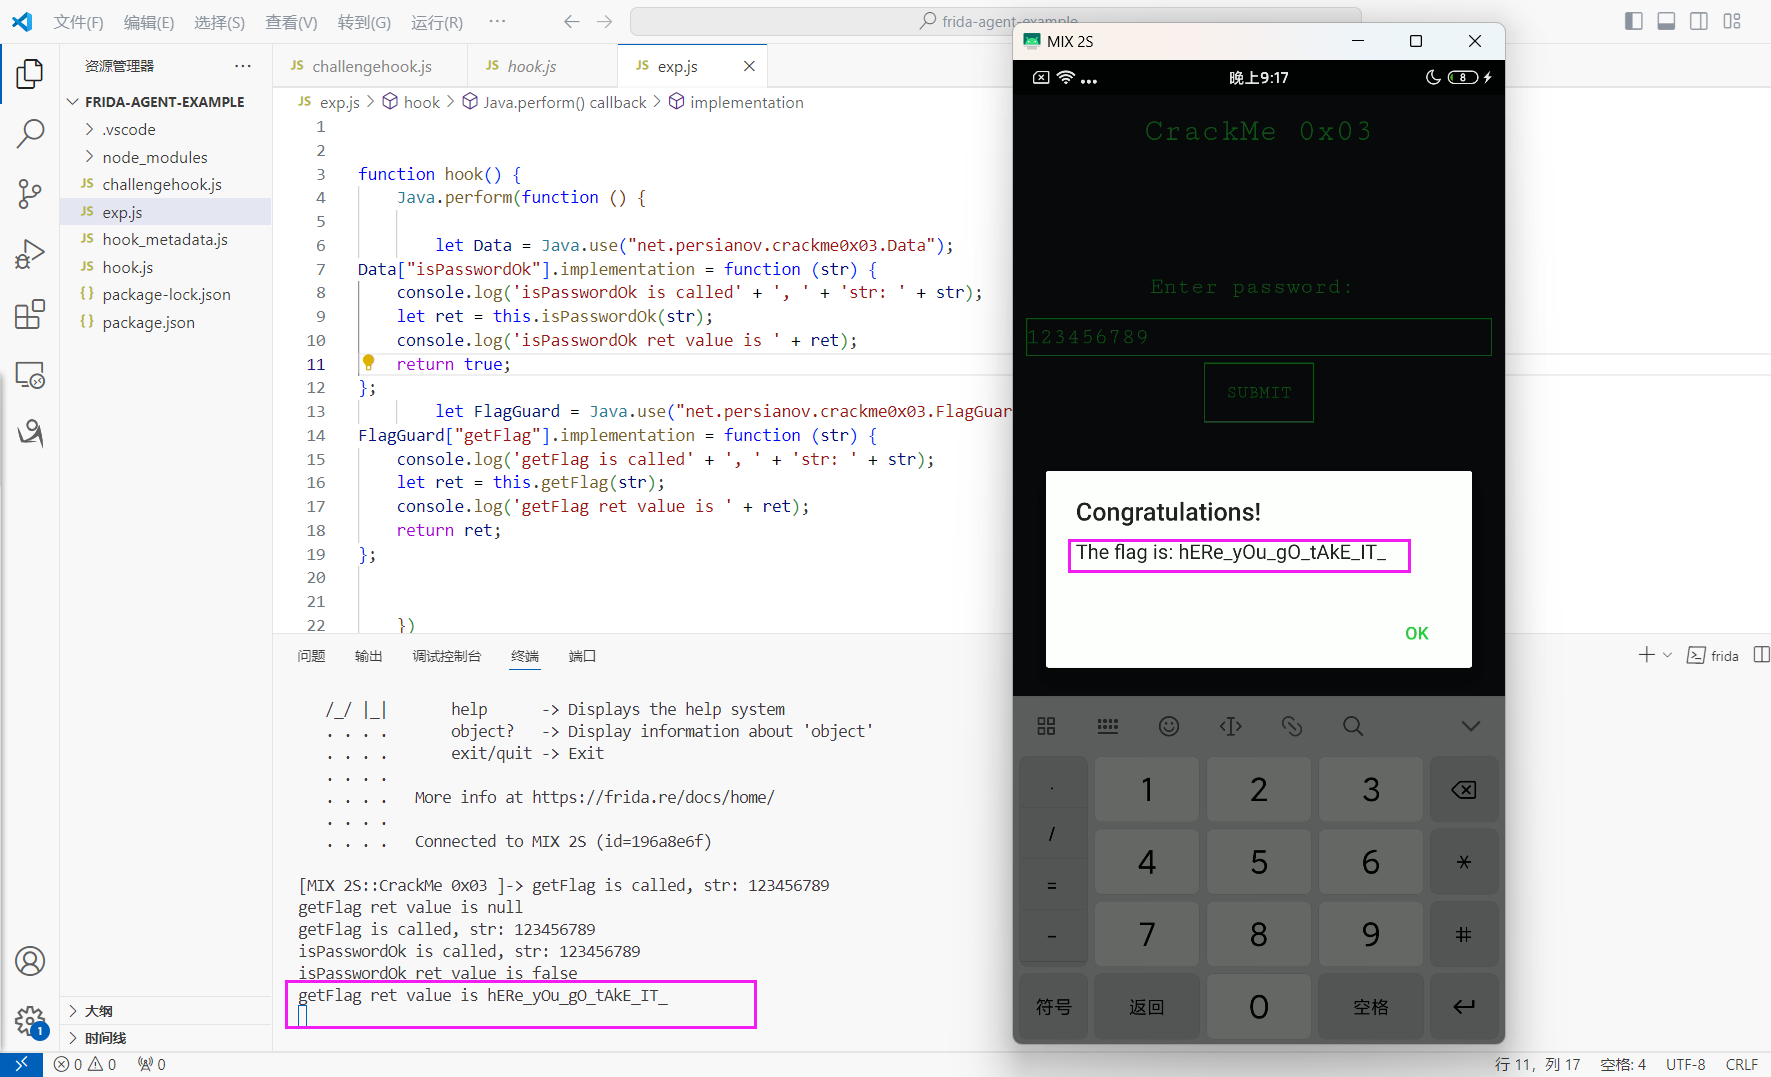 文件(F) 编辑(E) 选择(S) 查看(V) 转到(G) 运行(R) ··· frida-agent-example
资源管理器 ···
FRIDA-AGENT-EXAMPLE
.vscode
node_modules
JS challengehook.js
JS exp.js
JS hook_metadata.js
JS hook.js
{} package-lock.json
{} package.json
大纲
时间线
JS challengehook.js JS hook.js JS exp.js
JS exp.js > hook > Java.perform() callback > implementation
1
2
3 function hook() {
4 Java.perform(function () {
5
6 let Data = Java.use("net.persianov.crackme0x03.Data");
7 Data["isPasswordOk"].implementation = function (str) {
8 console.log('isPasswordOk is called' + ', ' + 'str: ' + str);
9 let ret = this.isPasswordOk(str);
10 console.log('isPasswordOk ret value is ' + ret);
11 return true;
12 };
13 let FlagGuard = Java.use("net.persianov.crackme0x03.FlagGuar
14 FlagGuard["getFlag"].implementation = function (str) {
15 console.log('getFlag is called' + ', ' + 'str: ' + str);
16 let ret = this.getFlag(str);
17 console.log('getFlag ret value is ' + ret);
18 return ret;
19 };
20
21
22 })
问题 输出 调试控制台 终端 端口 frida
/_/ |_| help -> Displays the help system
. . . . object? -> Display information about 'object'
. . . . exit/quit -> Exit
. . . .
. . . . More info at https://frida.re/docs/home/
. . . .
. . . . Connected to MIX 2S (id=196a8e6f)
[MIX 2S::CrackMe 0x03 ]-> getFlag is called, str: 123456789
getFlag ret value is null
getFlag is called, str: 123456789
isPasswordOk is called, str: 123456789
isPasswordOk ret value is false
getFlag ret value is hERe_yOu_gO_tAkE_IT_
MIX 2S
晚上9:17 8
CrackMe 0x03
Enter password:
123456789
SUBMIT
Congratulations!
The flag is: hERe_yOu_gO_tAkE_IT_
OK
. 1 2 3
/ 4 5 6 *
=
- 7 8 9 #
符号 返回 0 空格
1
0 0 0 行 11，列 17 空格: 4 UTF-8 CRLF